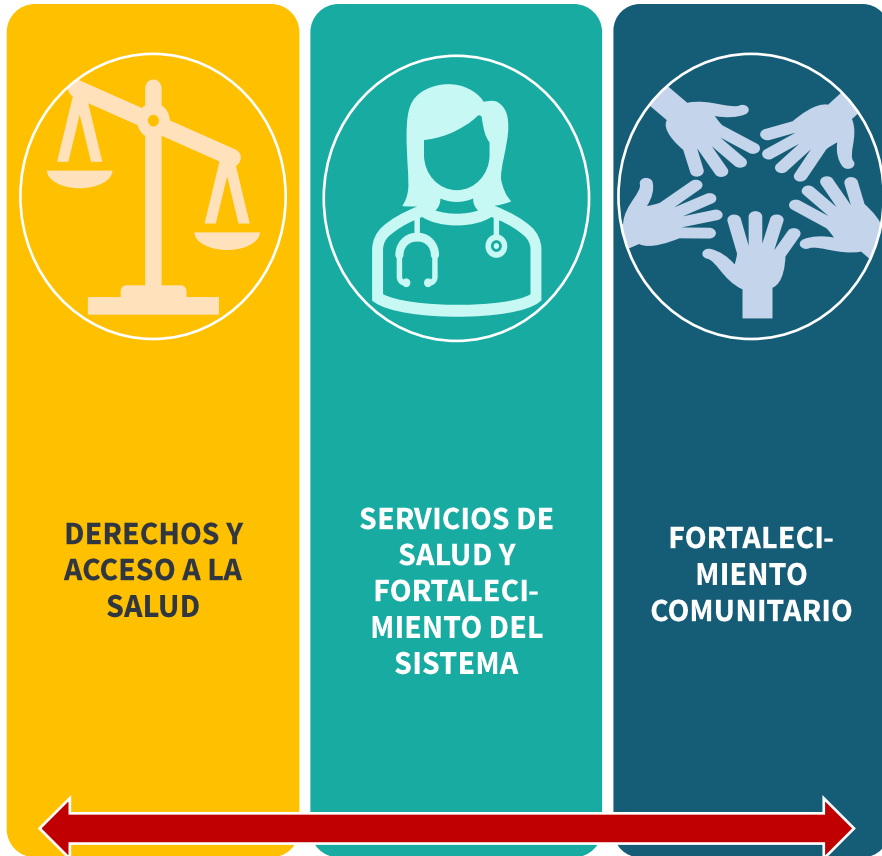 DERECHOS Y
ACCESO A LA
SALUD
SERVICIOS DE
SALUD Y
FORTALECI-
MIENTO DEL
SISTEMA
FORTALECI-
MIENTO
COMUNITARIO